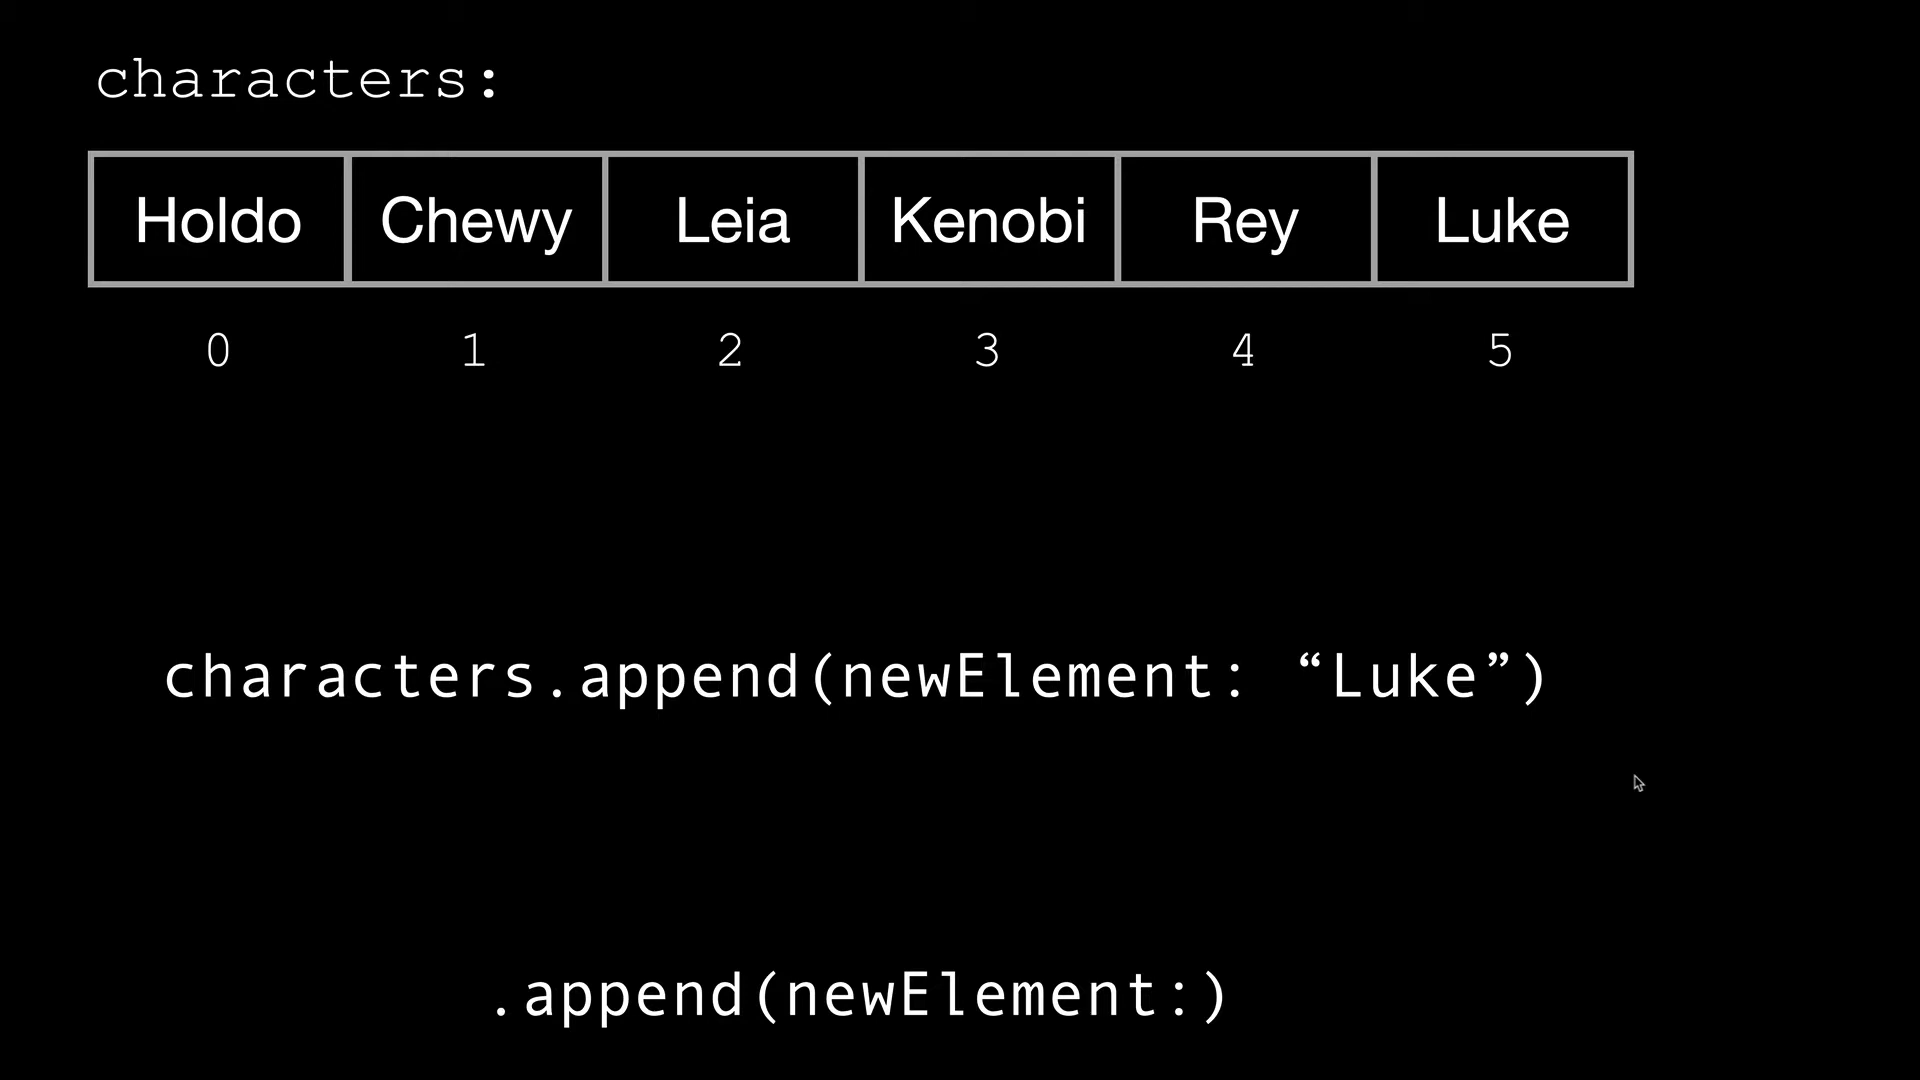 characters:
Holdo Chewy Leia Kenobi Rey Luke
0 1 2 3 4 5
characters.append(newElement: “Luke”)
.append(newElement:)